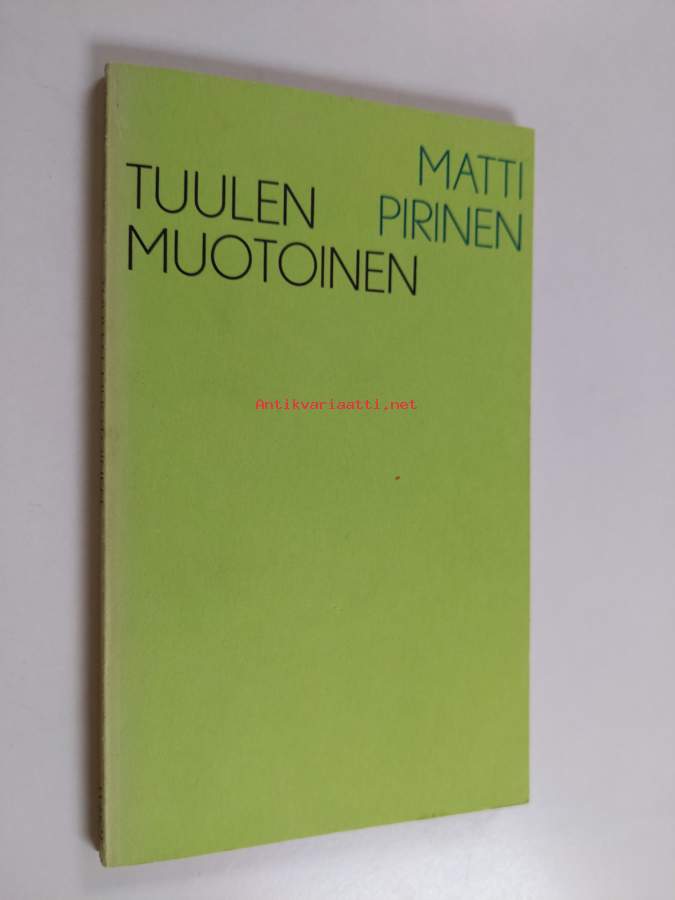 MATTI
PIRINEN
TUULEN
MUOTOINEN
Antikvariaatti.net